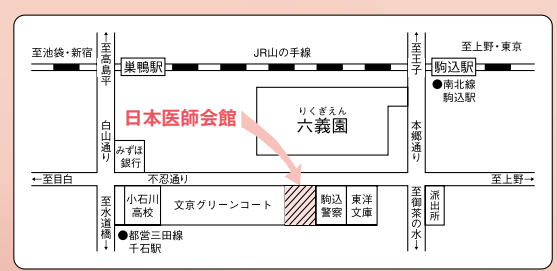 至池袋・新宿
←至高島平
巣鴨駅
JR山の手線
←至王子
駒込駅
至上野・東京
●南北線
駒込駅
日本医師会館
りくぎえん
六義園
白山通り
みずほ
銀行
本郷通り
←至目白
不忍通り
至上野→
至水道橋→
小石川
高校
文京グリーンコート
駒込
警察
東洋
文庫
至御茶の水→
派出所
●都営三田線
千石駅